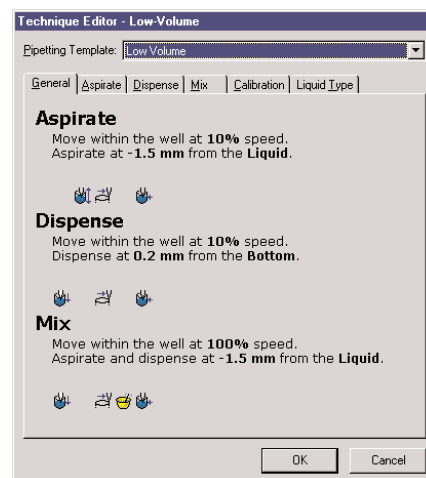 Technique Editor - Low-Volume
Pipetting Template: Low Volume
General Aspirate Dispense Mix Calibration Liquid Type
Aspirate
Move within the well at 10% speed.
Aspirate at -1.5 mm from the Liquid.
Dispense
Move within the well at 10% speed.
Dispense at 0.2 mm from the Bottom.
Mix
Move within the well at 100% speed.
Aspirate and dispense at -1.5 mm from the Liquid.
OK Cancel